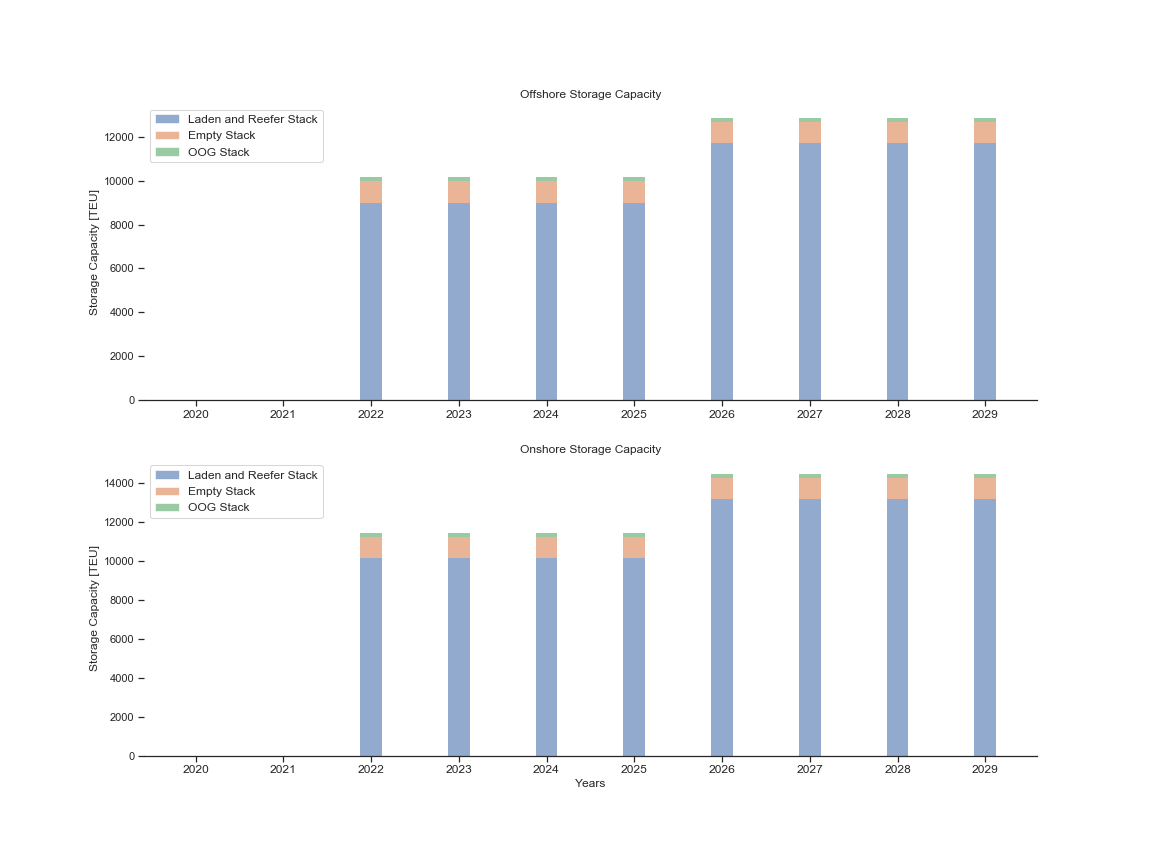 Offshore Storage Capacity
Laden and Reefer Stack
Empty Stack
OOG Stack
Storage Capacity [TEU]
12000
10000
8000
6000
4000
2000
0
2020 2021 2022 2023 2024 2025 2026 2027 2028 2029
Onshore Storage Capacity
Laden and Reefer Stack
Empty Stack
OOG Stack
Storage Capacity [TEU]
14000
12000
10000
8000
6000
4000
2000
0
2020 2021 2022 2023 2024 2025 2026 2027 2028 2029
Years